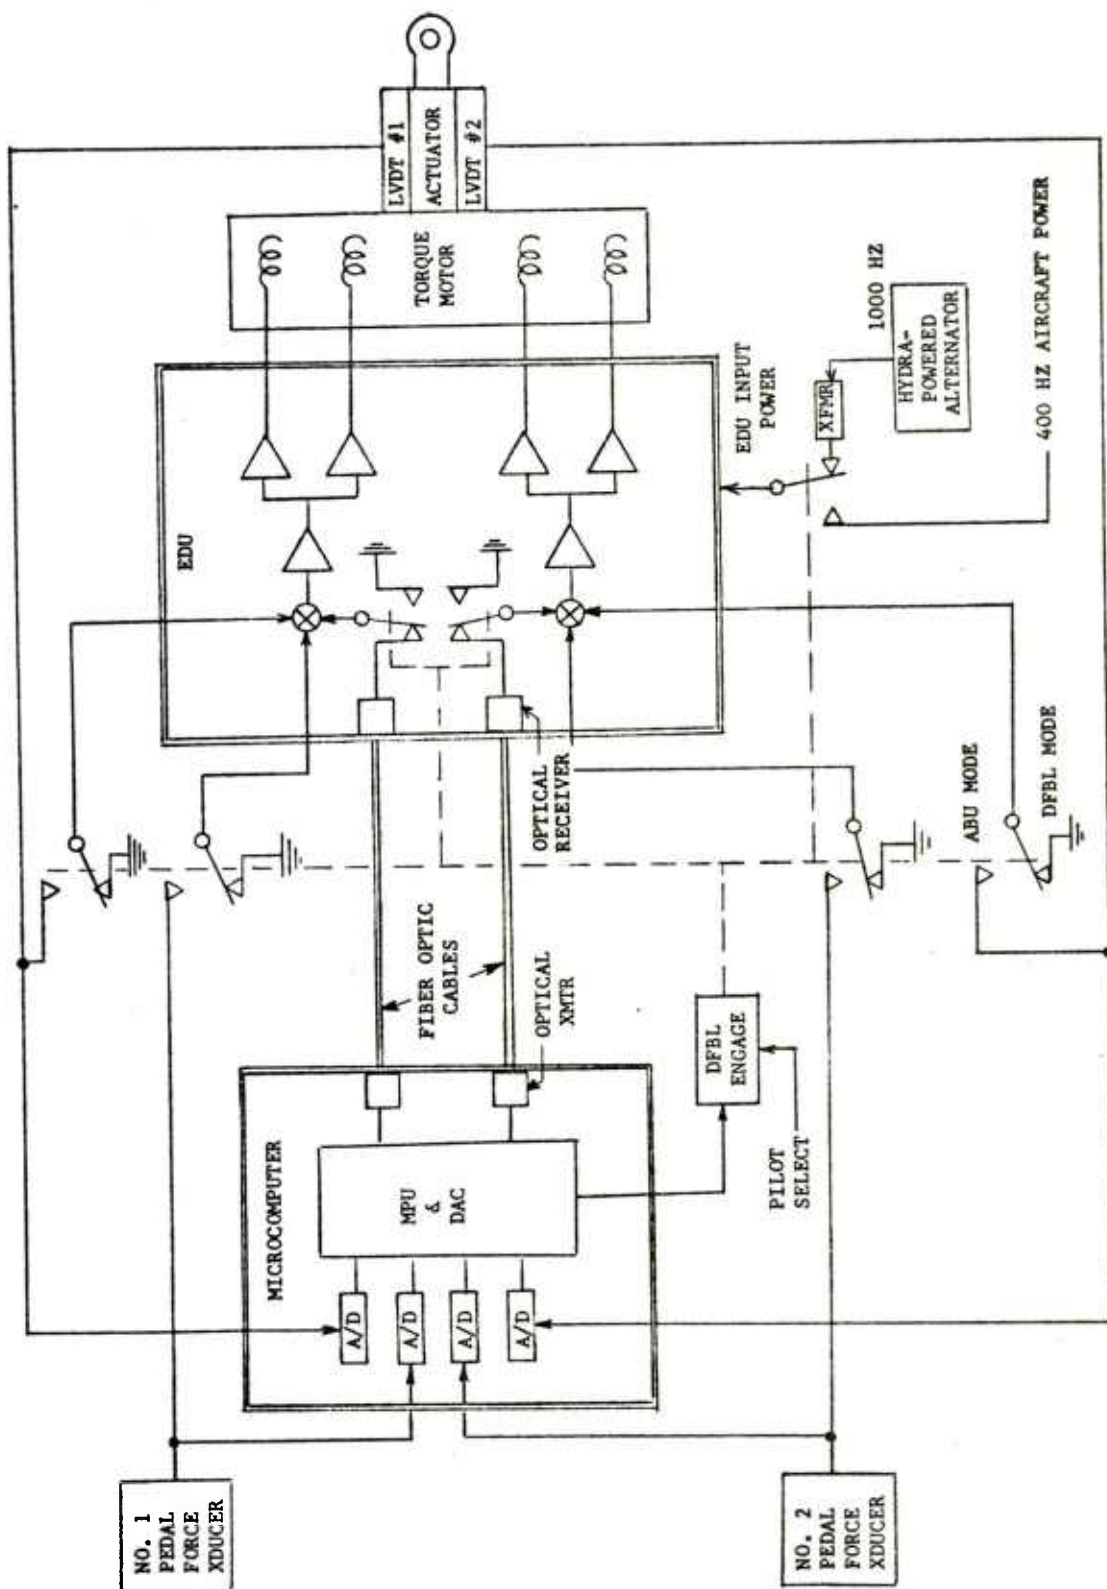 NO. 1
PEDAL
FORCE
XDUCER
NO. 2
PEDAL
FORCE
XDUCER
MICROCOMPUTER
A/D
A/D
A/D
A/D
MPU
&
DAC
OPTICAL
XMTR
FIBER OPTIC
CABLES
PILOT
SELECT
DFBL
ENGAGE
OPTICAL
RECEIVER
ABU MODE
DFBL MODE
EDU
EDU INPUT
POWER
XFMR
1000 HZ
HYDRA-
POWERED
ALTERNATOR
400 HZ AIRCRAFT POWER
TORQUE
MOTOR
LVDT #1
ACTUATOR
LVDT #2